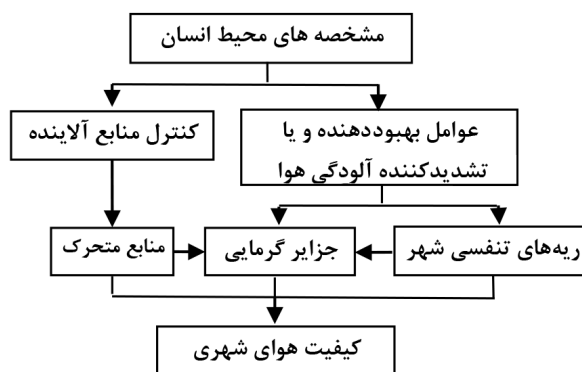 مشخصه های محیط انسان
کنترل منابع آلاینده
عوامل بهبوددهنده و یا
تشدیدکننده آلودگی هوا
ریه‌های تنفسی شهر
جزایر گرمایی
منابع متحرک
کیفیت هوای شهری